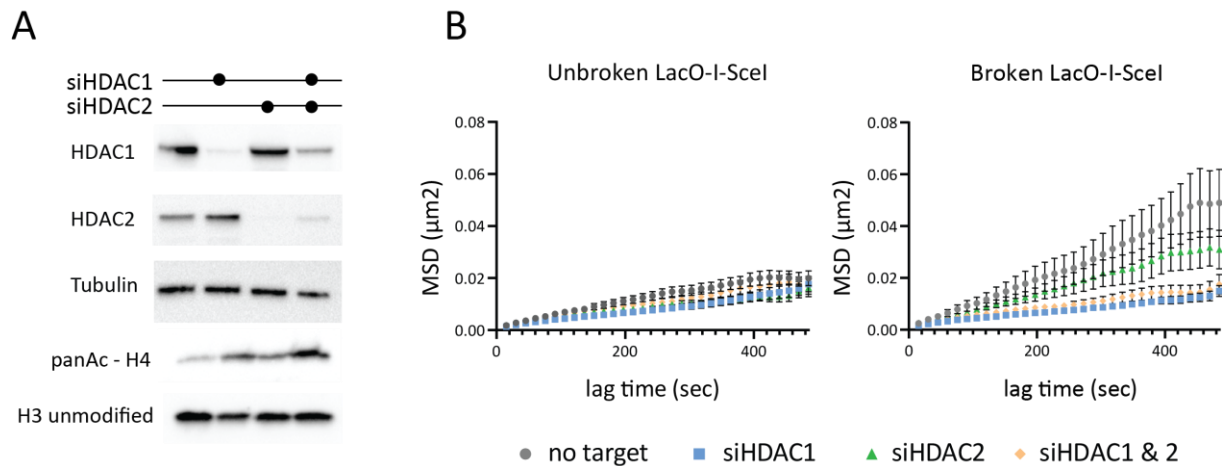 A
siHDAC1
siHDAC2
HDAC1
HDAC2
Tubulin
panAc - H4
H3 unmodified
B
Unbroken LacO-I-SceI
0.08
0.06
0.04
0.02
0.00
MSD (µm2)
0
200
400
lag time (sec)
Broken LacO-I-SceI
0.08
0.06
0.04
0.02
0.00
MSD (µm2)
0
200
400
lag time (sec)
no target
siHDAC1
siHDAC2
siHDAC1 & 2